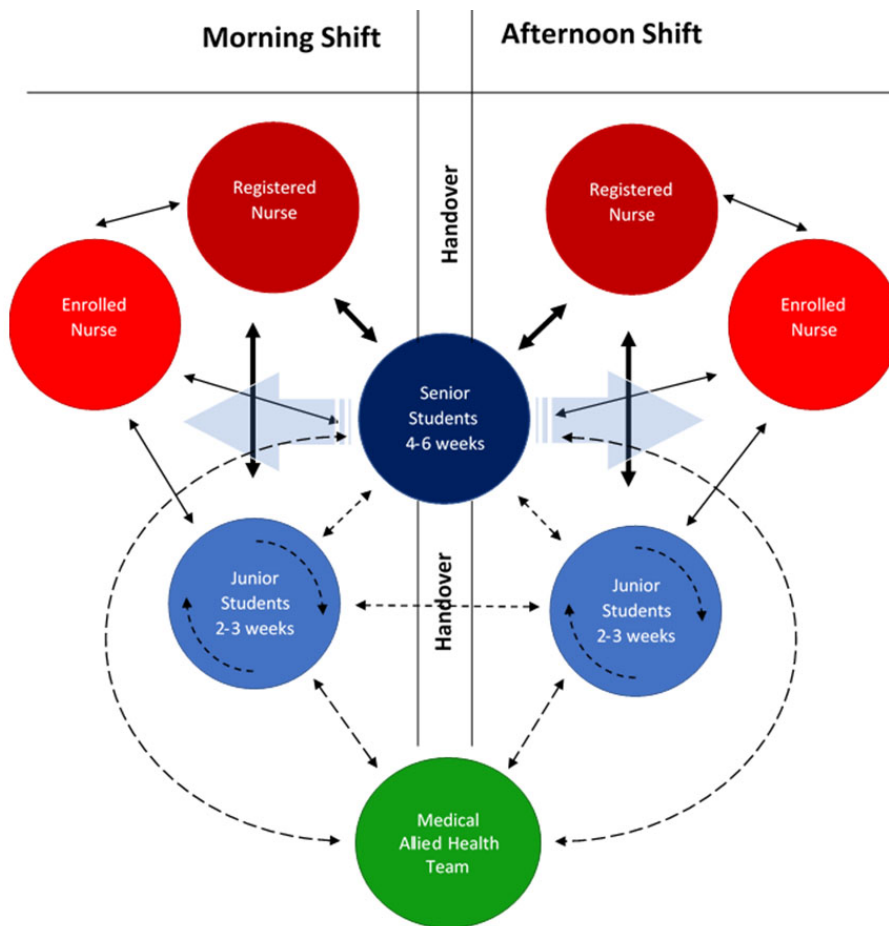 Morning Shift
Afternoon Shift
Handover
Registered
Nurse
Registered
Nurse
Enrolled
Nurse
Enrolled
Nurse
Senior
Students
4-6 weeks
Junior
Students
2-3 weeks
Handover
Junior
Students
2-3 weeks
Medical
Allied Health
Team